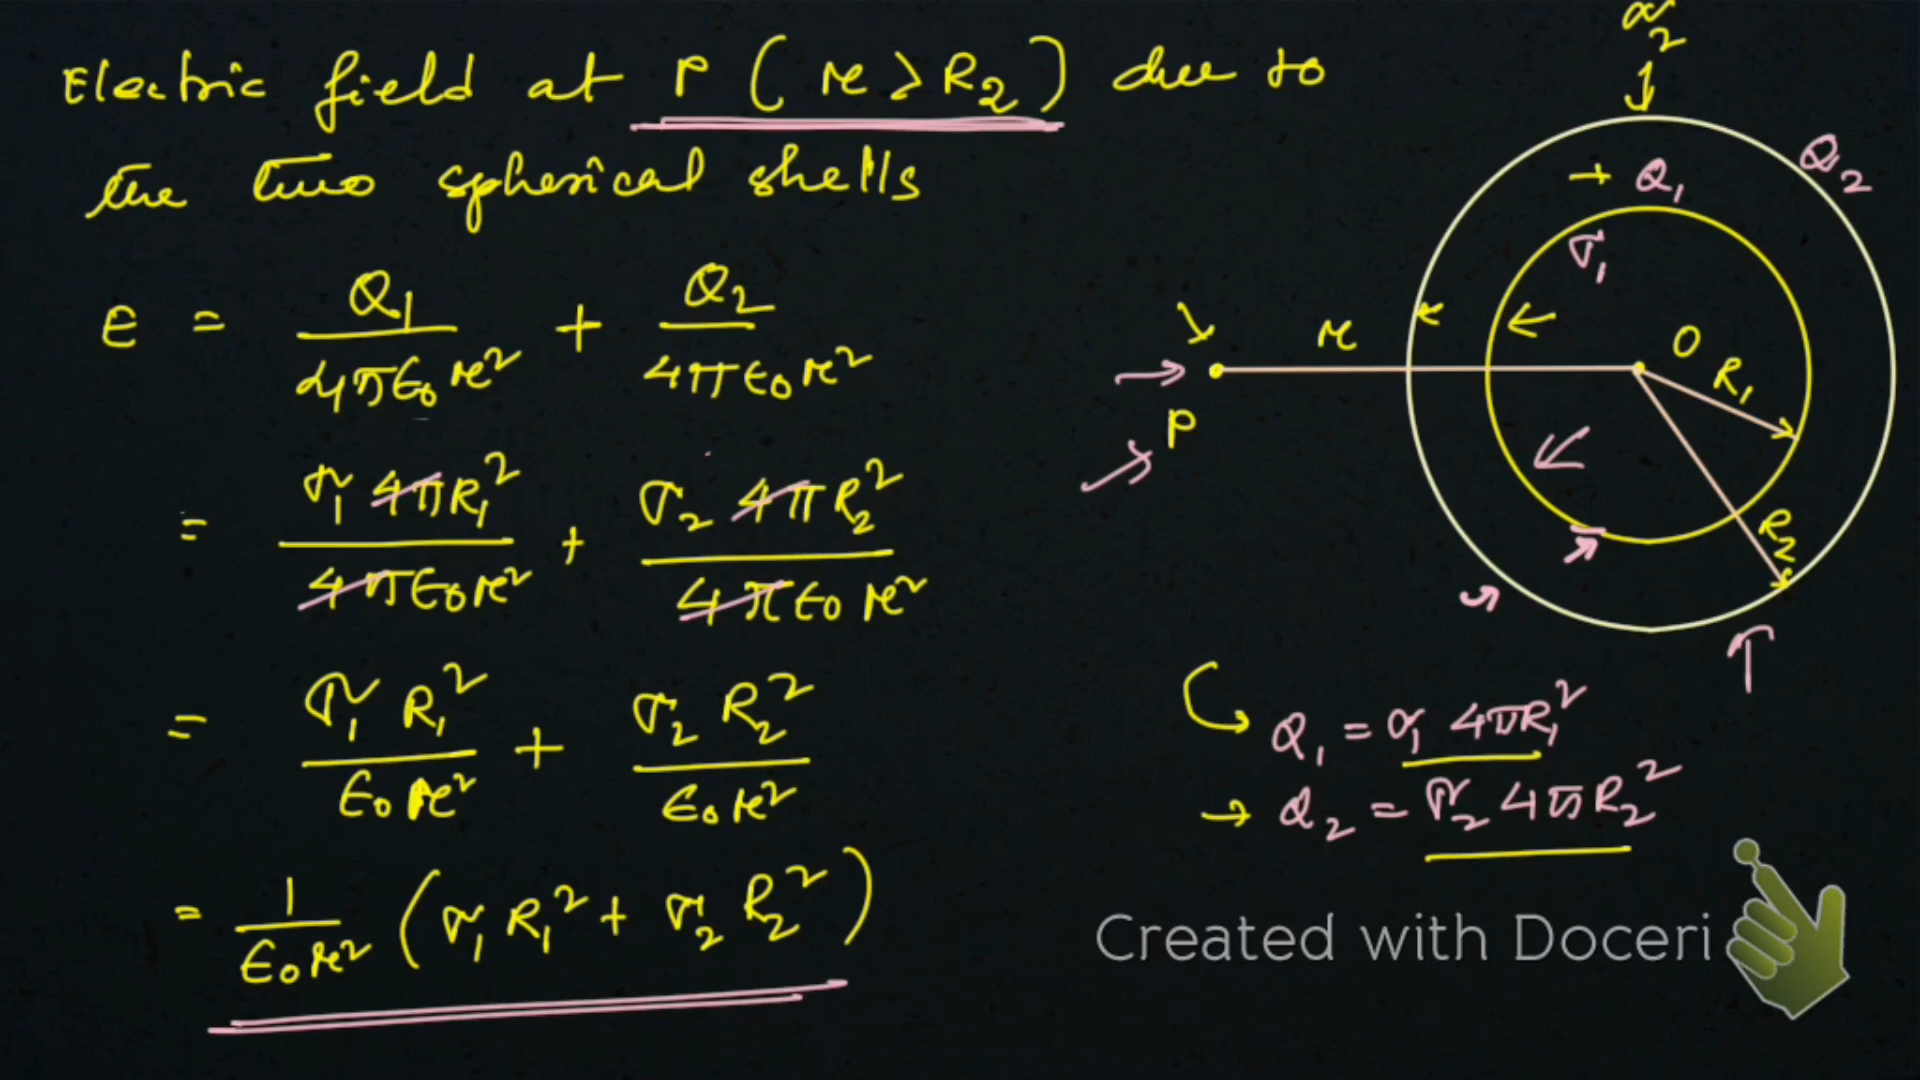 Electric field at P ( r > R₂ ) due to
the two spherical shells
E = Q₁/4πϵ₀r² + Q₂/4πϵ₀r²
= σ₁ 4πR₁²/4πϵ₀r² + σ₂ 4πR₂²/4πϵ₀r²
= σ₁ R₁²/ϵ₀r² + σ₂ R₂²/ϵ₀r²
= 1/ϵ₀r² (σ₁ R₁² + σ₂ R₂²)
σ₂
Q₂
→ Q₁
σ₁
r
O
R₁
P
R₂
Q₁ = σ₁ 4πR₁²
→ Q₂ = σ₂ 4πR₂²
Created with Doceri